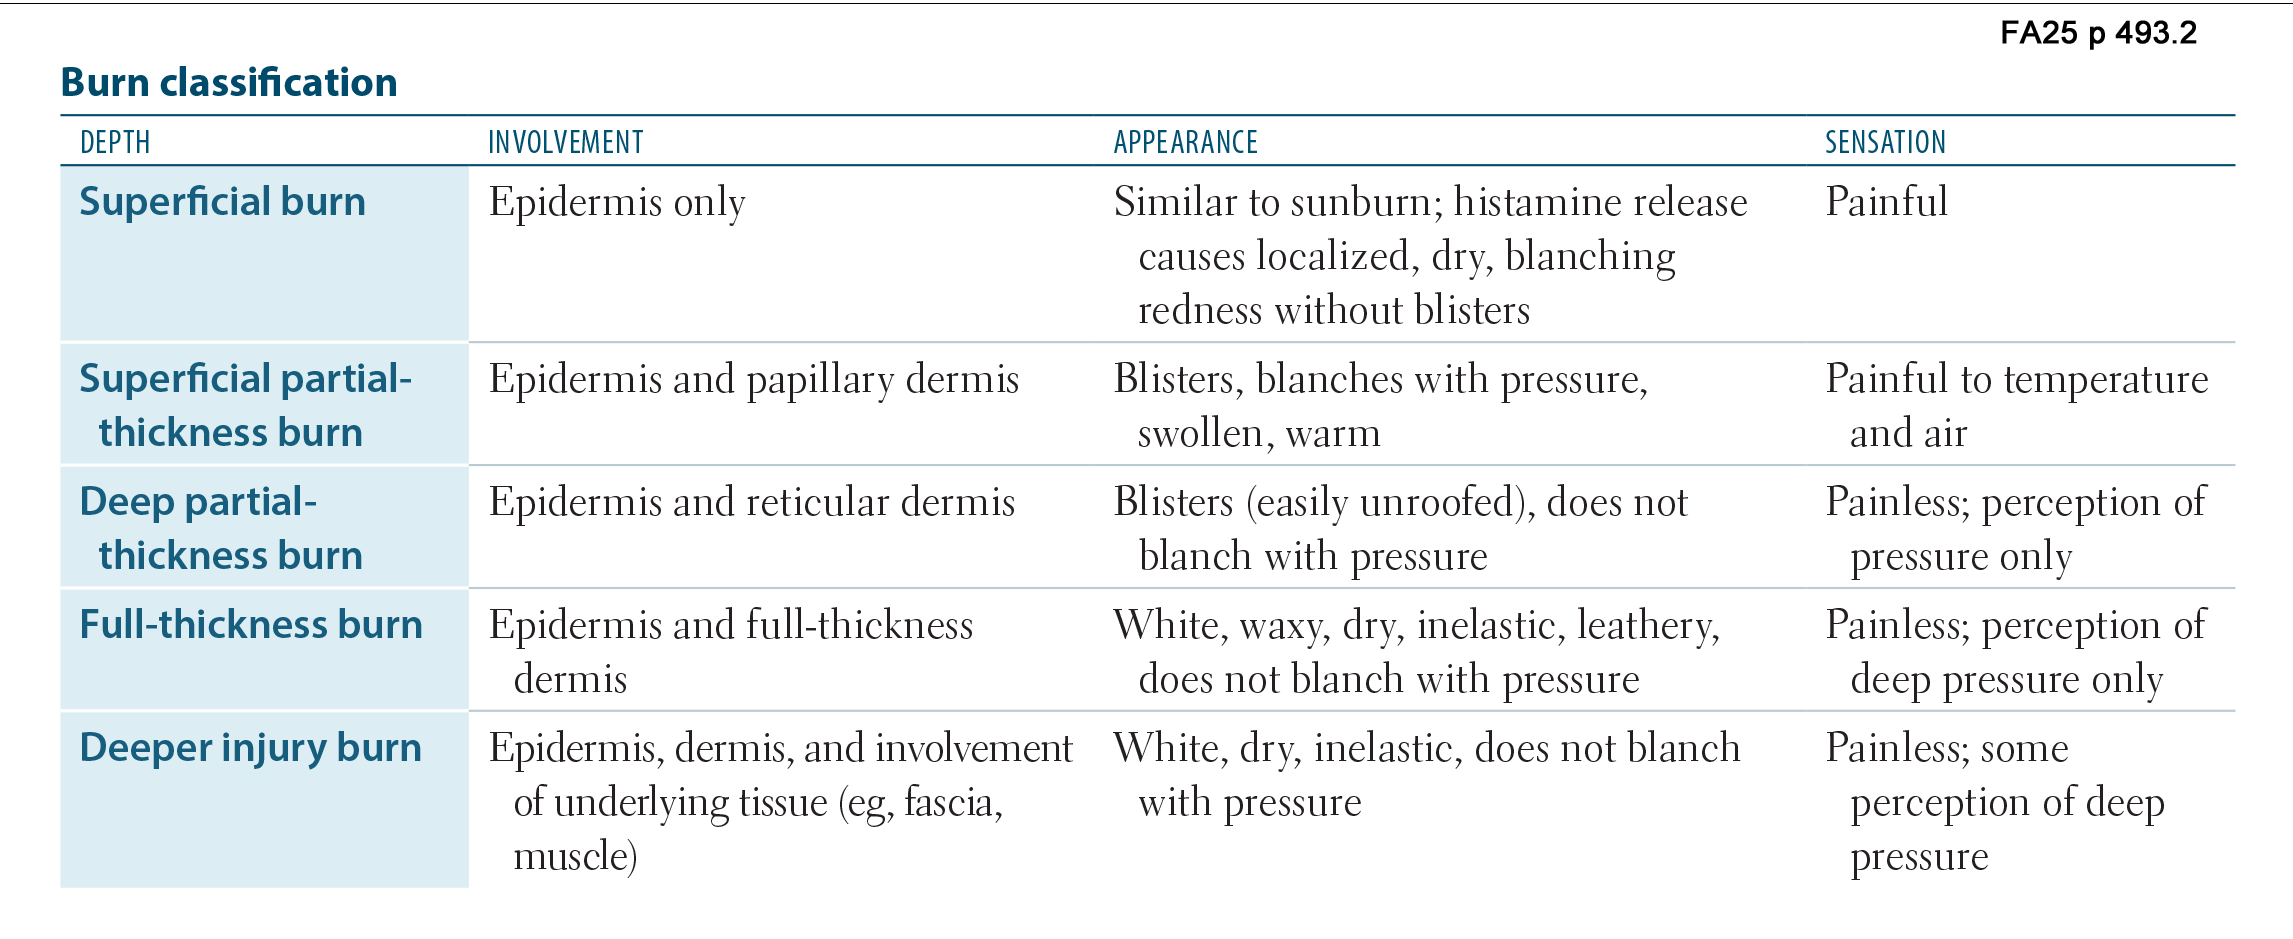 FA25 p 493.2
Burn classification
DEPTH INVOLVEMENT APPEARANCE SENSATION
Superficial burn Epidermis only Similar to sunburn; histamine release Painful
causes localized, dry, blanching
redness without blisters
Superficial partial- Epidermis and papillary dermis Blisters, blanches with pressure, Painful to temperature
thickness burn swollen, warm and air
Deep partial- Epidermis and reticular dermis Blisters (easily unroofed), does not Painless; perception of
thickness burn blanch with pressure pressure only
Full-thickness burn Epidermis and full-thickness White, waxy, dry, inelastic, leathery, Painless; perception of
dermis does not blanch with pressure deep pressure only
Deeper injury burn Epidermis, dermis, and involvement White, dry, inelastic, does not blanch Painless; some
of underlying tissue (eg, fascia, with pressure perception of deep
muscle) pressure